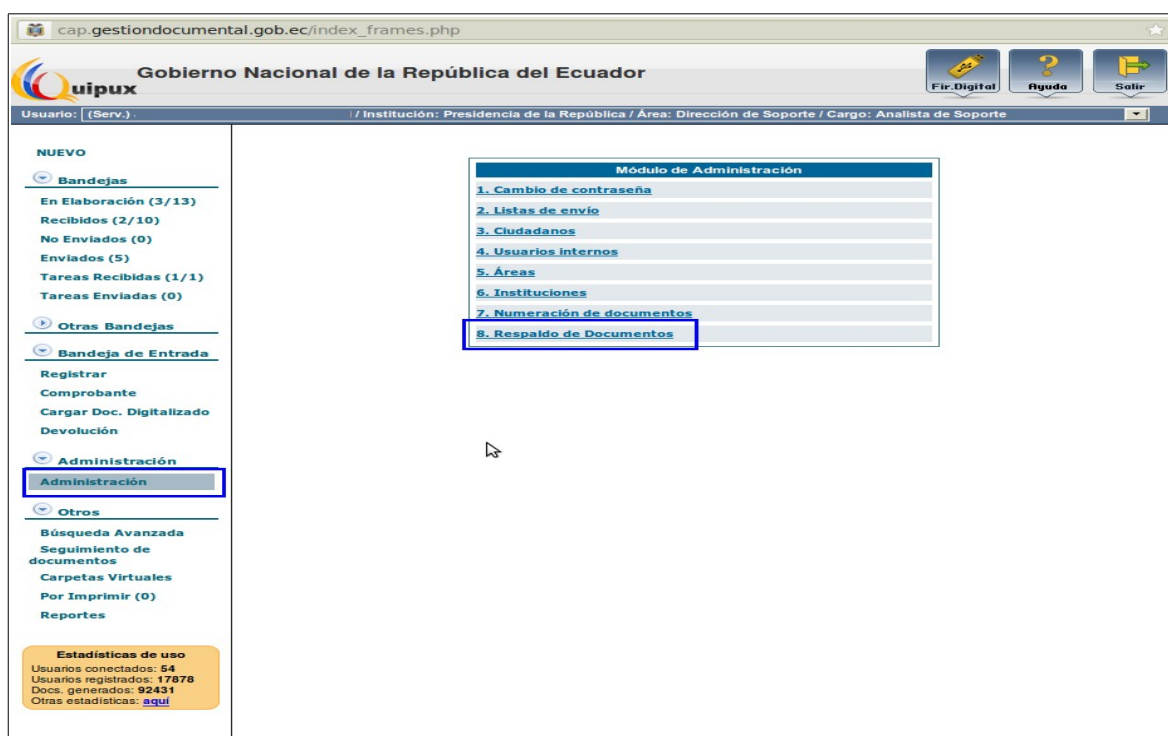 cap.gestiondocumental.gob.ec/index_frames.php
Quipux
Gobierno Nacional de la República del Ecuador
Fir.Digital
Ayuda
Salir
Usuario: (Serv.) / Institución: Presidencia de la República / Área: Dirección de Soporte / Cargo: Analista de Soporte
NUEVO
Bandejas
En Elaboración (3/13)
Recibidos (2/10)
No Enviados (0)
Enviados (5)
Tareas Recibidas (1/1)
Tareas Enviadas (0)
Otras Bandejas
Bandeja de Entrada
Registrar
Comprobante
Cargar Doc. Digitalizado
Devolución
Administración
Administración
Otros
Búsqueda Avanzada
Seguimiento de
documentos
Carpetas Virtuales
Por Imprimir (0)
Reportes
Estadísticas de uso
Usuarios conectados: 54
Usuarios registrados: 17878
Docs. generados: 92431
Otras estadísticas: aquí
Módulo de Administración
1. Cambio de contraseña
2. Listas de envío
3. Ciudadanos
4. Usuarios internos
5. Áreas
6. Instituciones
7. Numeración de documentos
8. Respaldo de Documentos